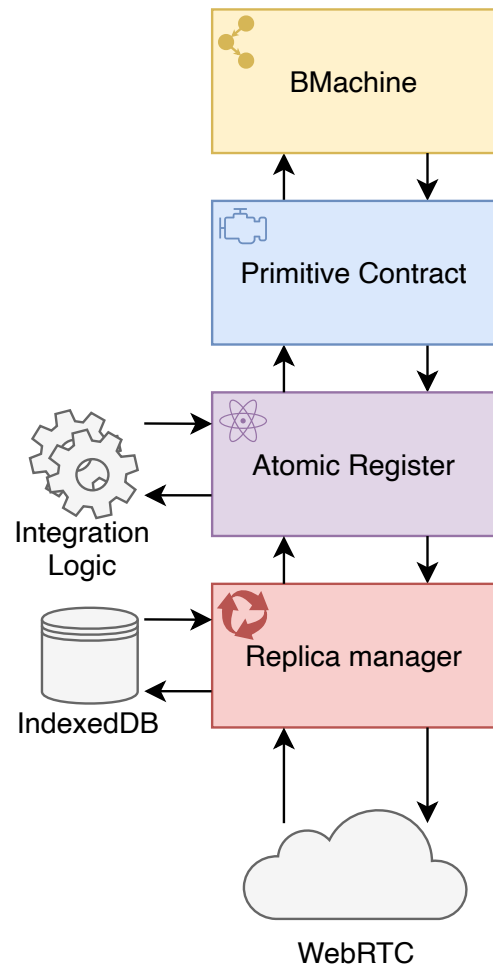 BMachine
Primitive Contract
Atomic Register
Integration
Logic
Replica manager
IndexedDB
WebRTC